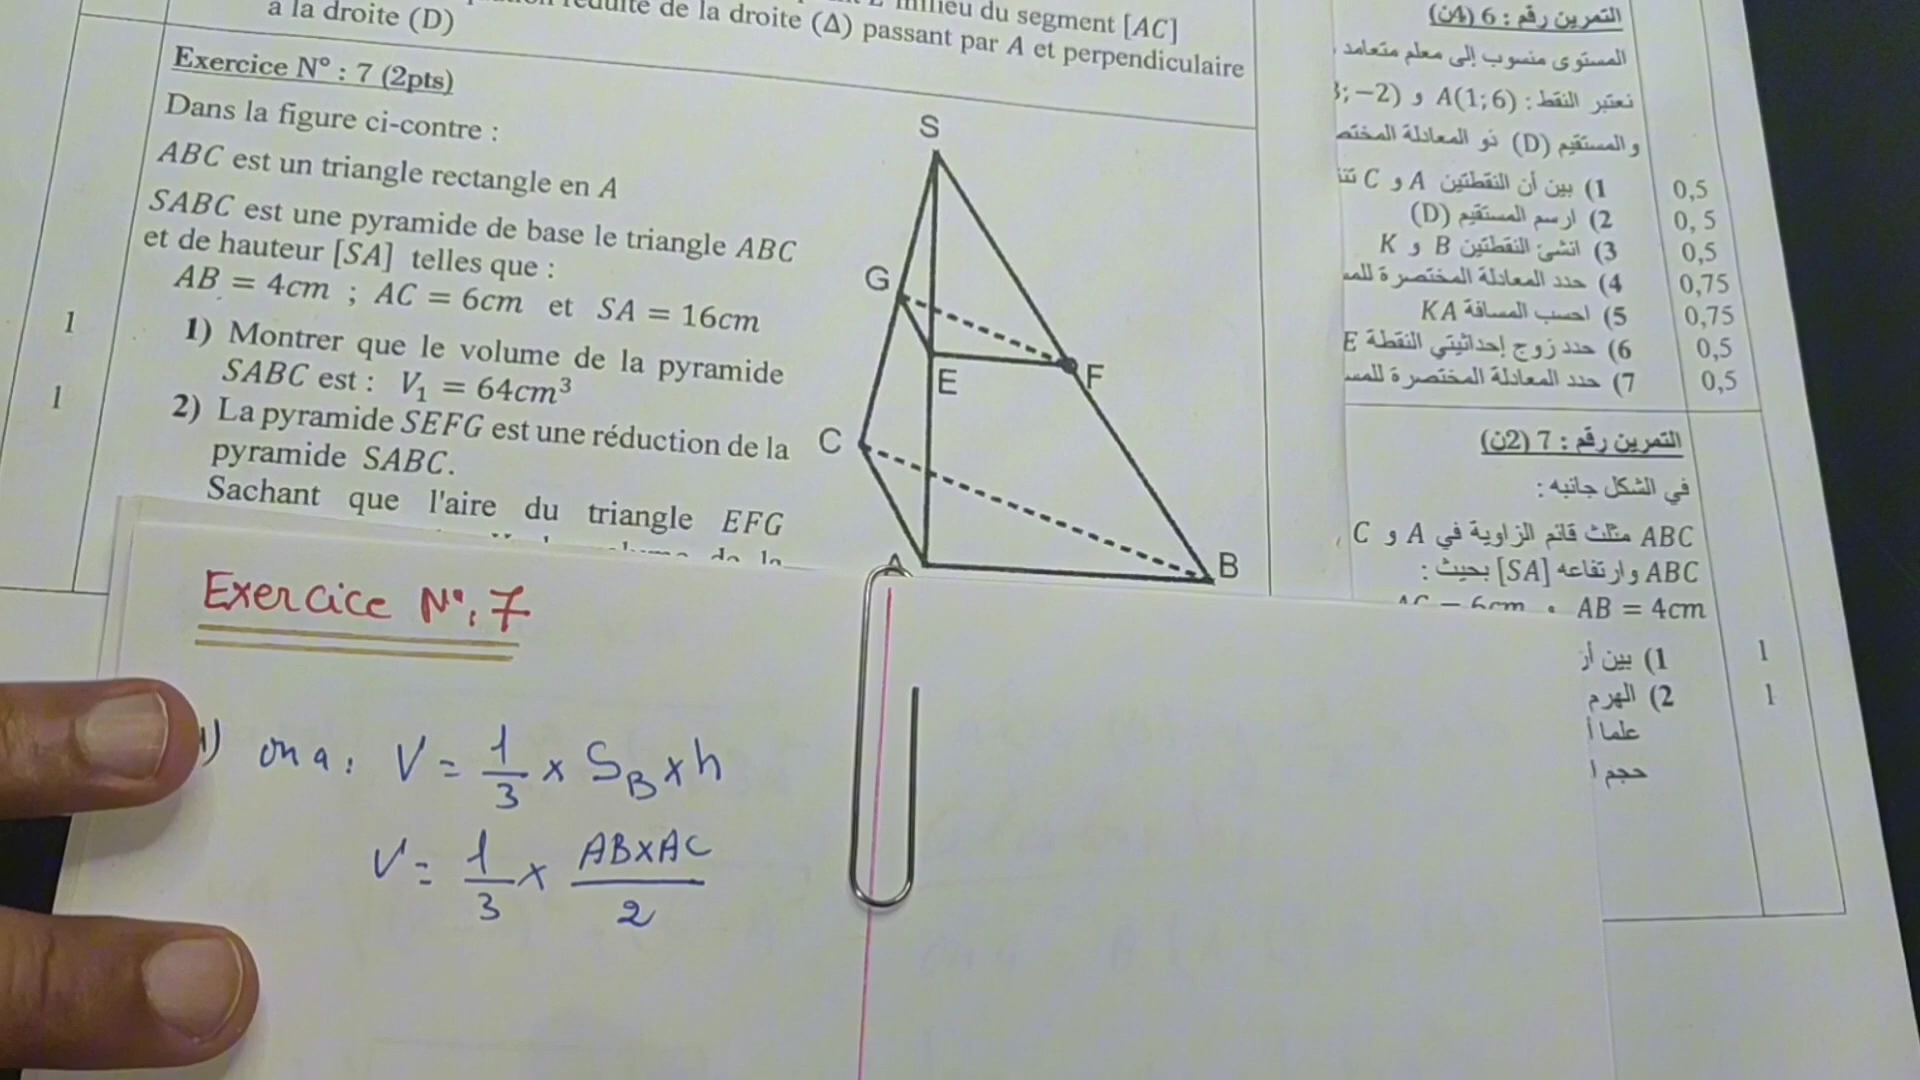 milieu du segment [AC]
réduite de la droite (Δ) passant par A et perpendiculaire
à la droite (D)
Exercice N° : 7 (2pts)
Dans la figure ci-contre :
ABC est un triangle rectangle en A
SABC est une pyramide de base le triangle ABC
et de hauteur [SA] telles que :
AB = 4cm ; AC = 6cm et SA = 16cm
1
1) Montrer que le volume de la pyramide
SABC est : V₁ = 64cm³
1
2) La pyramide SEFG est une réduction de la
pyramide SABC.
Sachant que l'aire du triangle EFG
de la
S
G
E
F
C
A
B
التمرين رقم : 6 (4ن)
المستوى منسوب إلى معلم متعامد
نعتبر النقط : A(1;6) و ;−2)
والمستقيم (D) ذو المعادلة
1) بين أن النقطتين A و C
0,5
2) ارسم المستقيم (D)
0,5
3) انشئ النقطتين B و K
0,5
4) حدد المعادلة المختصرة
0,75
5) احسب المسافة KA
0,75
6) حدد زوج إحداثيتي النقطة E
0,5
7) حدد المعادلة المختصرة
0,5
التمرين رقم : 7 (2ن)
في الشكل جانبه :
ABC مثلث قائم الزاوية في A و C
ABC وارتفاعه [SA] بحيث :
AB = 4cm ، AC = 6cm
1) بين
1
2) الهرم
1
علما
حجم
Exercice N°: 7
1) on a: V = 1/3 × S_B × h
V = 1/3 × AB×AC/2